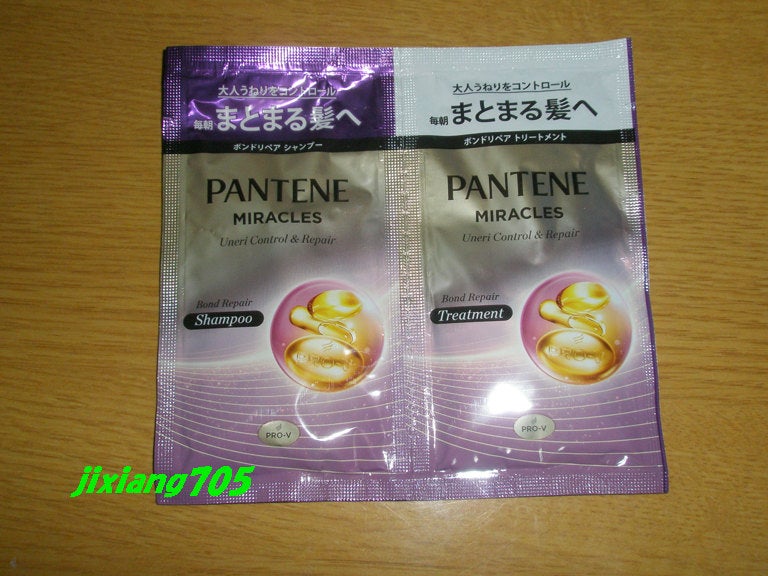 大人うねりをコントロール
毎朝 まとまる髪へ
ボンドリペア シャンプー
PANTENE
MIRACLES
Uneri Control & Repair
Bond Repair
Shampoo
PRO-V
PRO-V
大人うねりをコントロール
毎朝 まとまる髪へ
ボンドリペア トリートメント
PANTENE
MIRACLES
Uneri Control & Repair
Bond Repair
Treatment
PRO-V
PRO-V
jixiang705